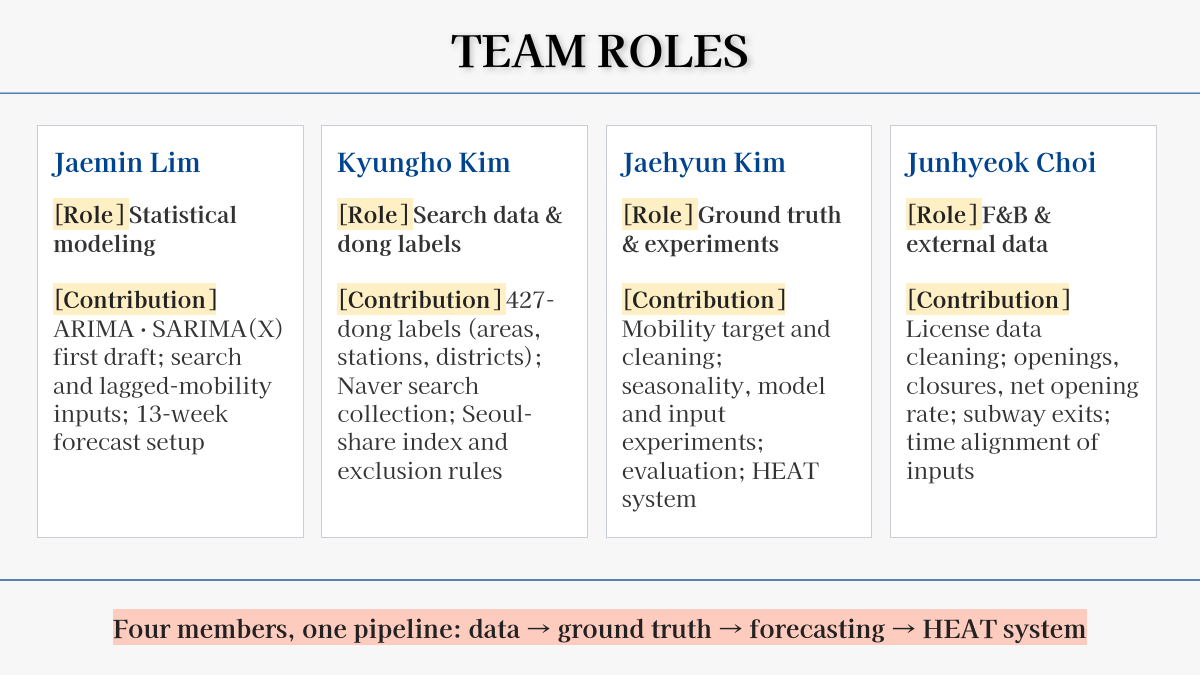 TEAM ROLES
Jaemin Lim
[Role] Statistical
modeling
[Contribution]
ARIMA · SARIMA(X)
first draft; search
and lagged-mobility
inputs; 13-week
forecast setup
Kyungho Kim
[Role] Search data &
dong labels
[Contribution] 427-
dong labels (areas,
stations, districts);
Naver search
collection; Seoul-
share index and
exclusion rules
Jaehyun Kim
[Role] Ground truth
& experiments
[Contribution]
Mobility target and
cleaning;
seasonality, model
and input
experiments;
evaluation; HEAT
system
Junhyeok Choi
[Role] F&B &
external data
[Contribution]
License data
cleaning; openings,
closures, net opening
rate; subway exits;
time alignment of
inputs
Four members, one pipeline: data → ground truth → forecasting → HEAT system